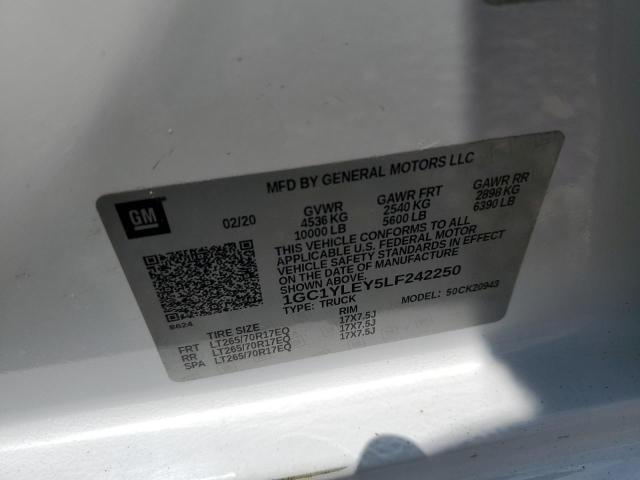 MFD BY GENERAL MOTORS LLC
GM
02/20
GVWR
4536 KG
10000 LB
GAWR FRT
2540 KG
5600 LB
GAWR RR
2898 KG
6390 LB
THIS VEHICLE CONFORMS TO ALL
APPLICABLE U.S. FEDERAL MOTOR
VEHICLE SAFETY STANDARDS IN EFFECT
ON THE DATE OF MANUFACTURE
SHOWN ABOVE.
1GC1YLEY5LF242250
TYPE: TRUCK
MODEL: 50CK20943
8624
TIRE SIZE
RIM
FRT LT265/70R17EQ 17X7.5J
RR LT265/70R17EQ 17X7.5J
SPA LT265/70R17EQ 17X7.5J